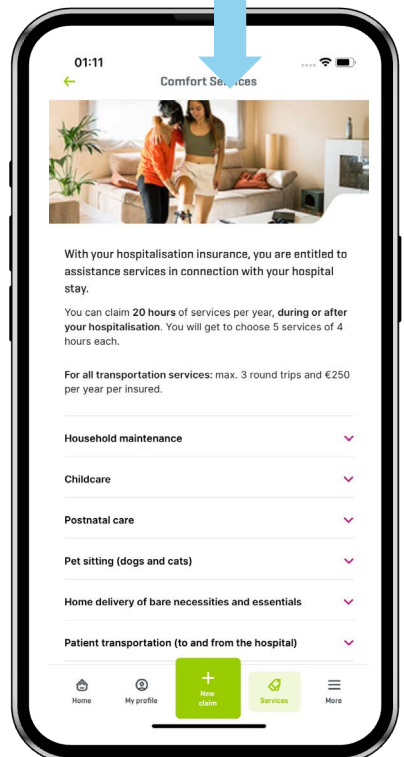 01:11
Comfort Services
With your hospitalisation insurance, you are entitled to
assistance services in connection with your hospital
stay.
You can claim 20 hours of services per year, during or after
your hospitalisation. You will get to choose 5 services of 4
hours each.
For all transportation services: max. 3 round trips and €250
per year per insured.
Household maintenance
Childcare
Postnatal care
Pet sitting (dogs and cats)
Home delivery of bare necessities and essentials
Patient transportation (to and from the hospital)
Home
My profile
New
claim
Services
More